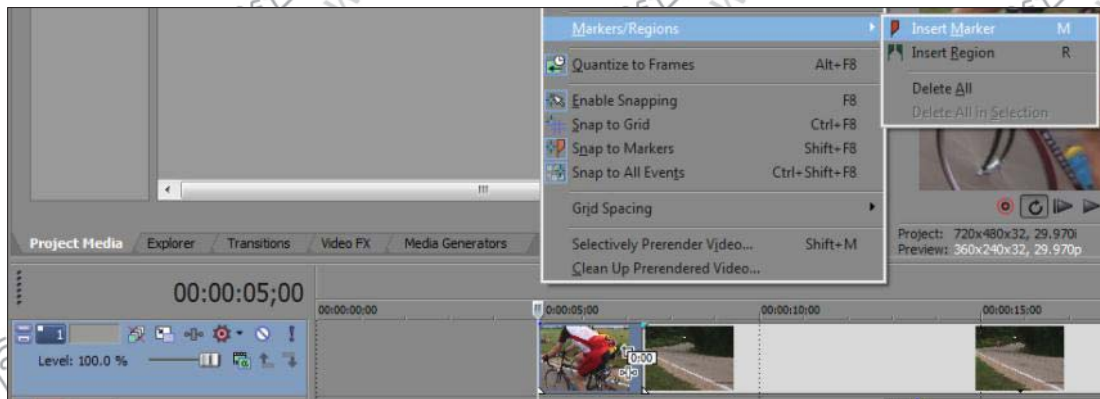 Markers/Regions
Insert Marker M
Insert Region R
Delete All
Delete All in Selection
Quantize to Frames Alt+F8
Enable Snapping F8
Snap to Grid Ctrl+F8
Snap to Markers Shift+F8
Snap to All Events Ctrl+Shift+F8
Grid Spacing
Selectively Prerender Video... Shift+M
Clean Up Prerendered Video...
Project: 720x480x32, 29.970i
Preview: 360x240x32, 29.970p
Project Media Explorer Transitions Video FX Media Generators
00:00:05;00
00:00:00;00 0:00:05;00 00:00:10;00 00:00:15;00
1
Level: 100.0 %
0:00